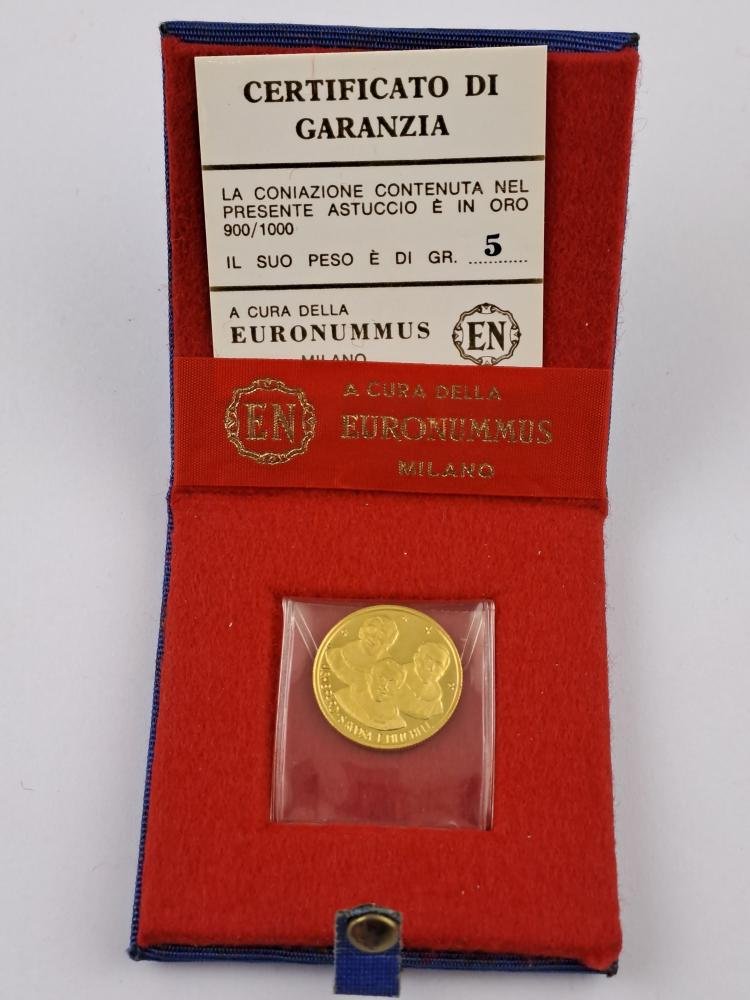 CERTIFICATO DI
GARANZIA
LA CONIAZIONE CONTENUTA NEL
PRESENTE ASTUCCIO È IN ORO
900/1000
IL SUO PESO È DI GR. 5
A CURA DELLA
EURONUMMUS
EN
MILANO
EN
A CURA DELLA
EURONUMMUS
MILANO